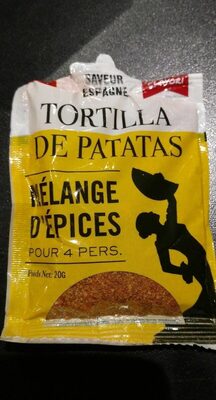 SAVEUR
ESPAGNE
TORTILLA
DE PATATAS
MÉLANGE
D'ÉPICES
POUR 4 PERS.
Poids Net: 20G